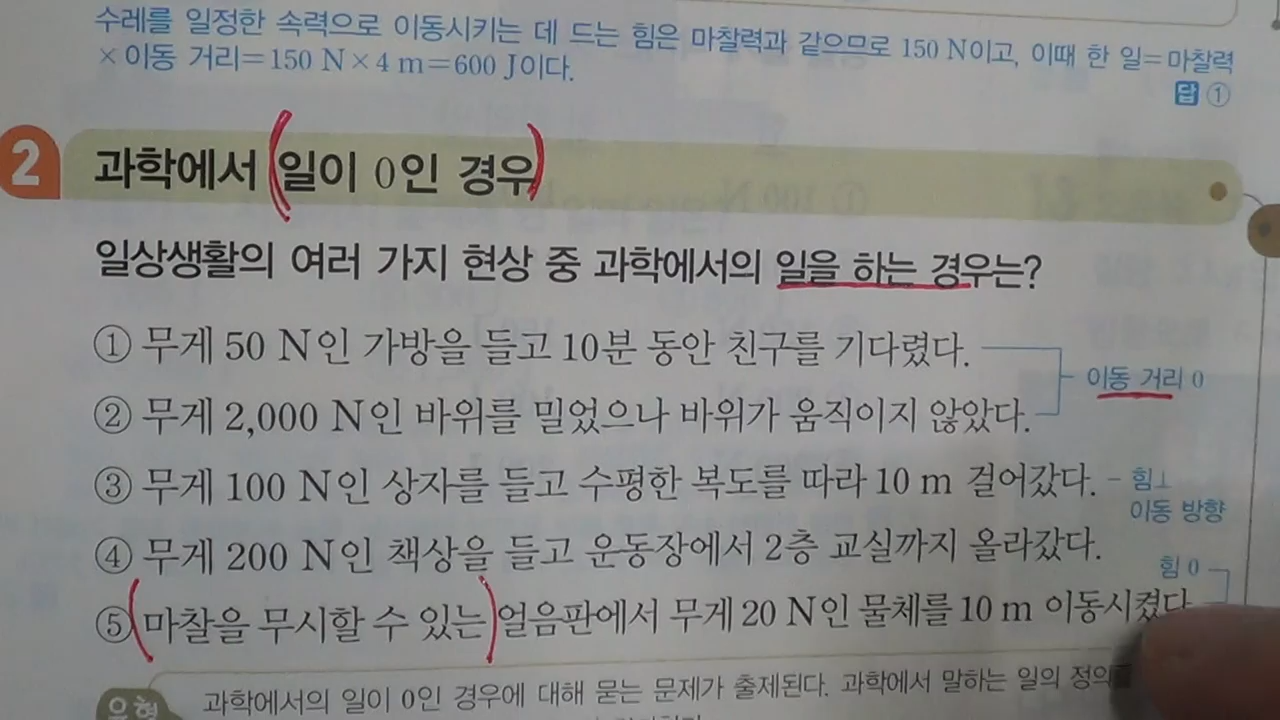 수레를 일정한 속력으로 이동시키는 데 드는 힘은 마찰력과 같으므로 150 N이고, 이때 한 일=마찰력
×이동 거리=150 N×4 m=600 J이다.
답 ①
2 과학에서 일이 0인 경우
일상생활의 여러 가지 현상 중 과학에서의 일을 하는 경우는?
① 무게 50 N인 가방을 들고 10분 동안 친구를 기다렸다.
이동 거리 0
② 무게 2,000 N인 바위를 밀었으나 바위가 움직이지 않았다.
③ 무게 100 N인 상자를 들고 수평한 복도를 따라 10 m 걸어갔다. - 힘⊥
이동 방향
④ 무게 200 N인 책상을 들고 운동장에서 2층 교실까지 올라갔다.
힘 0
⑤ 마찰을 무시할 수 있는 얼음판에서 무게 20 N인 물체를 10 m 이동시켰다
유형
과학에서의 일이 0인 경우에 대해 묻는 문제가 출제된다. 과학에서 말하는 일의 정의를